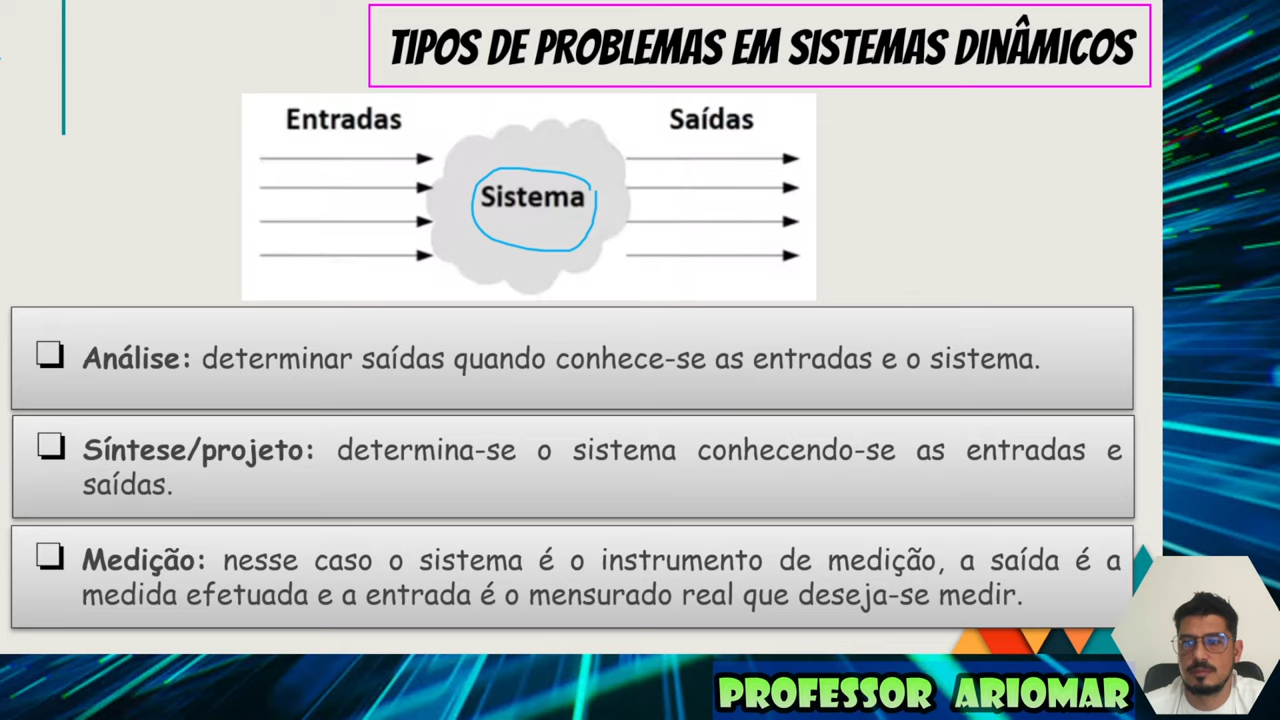 TIPOS DE PROBLEMAS EM SISTEMAS DINÂMICOS
Entradas
Saídas
Sistema
Análise: determinar saídas quando conhece-se as entradas e o sistema.
Síntese/projeto: determina-se o sistema conhecendo-se as entradas e
saídas.
Medição: nesse caso o sistema é o instrumento de medição, a saída é a
medida efetuada e a entrada é o mensurado real que deseja-se medir.
PROFESSOR ARIOMAR